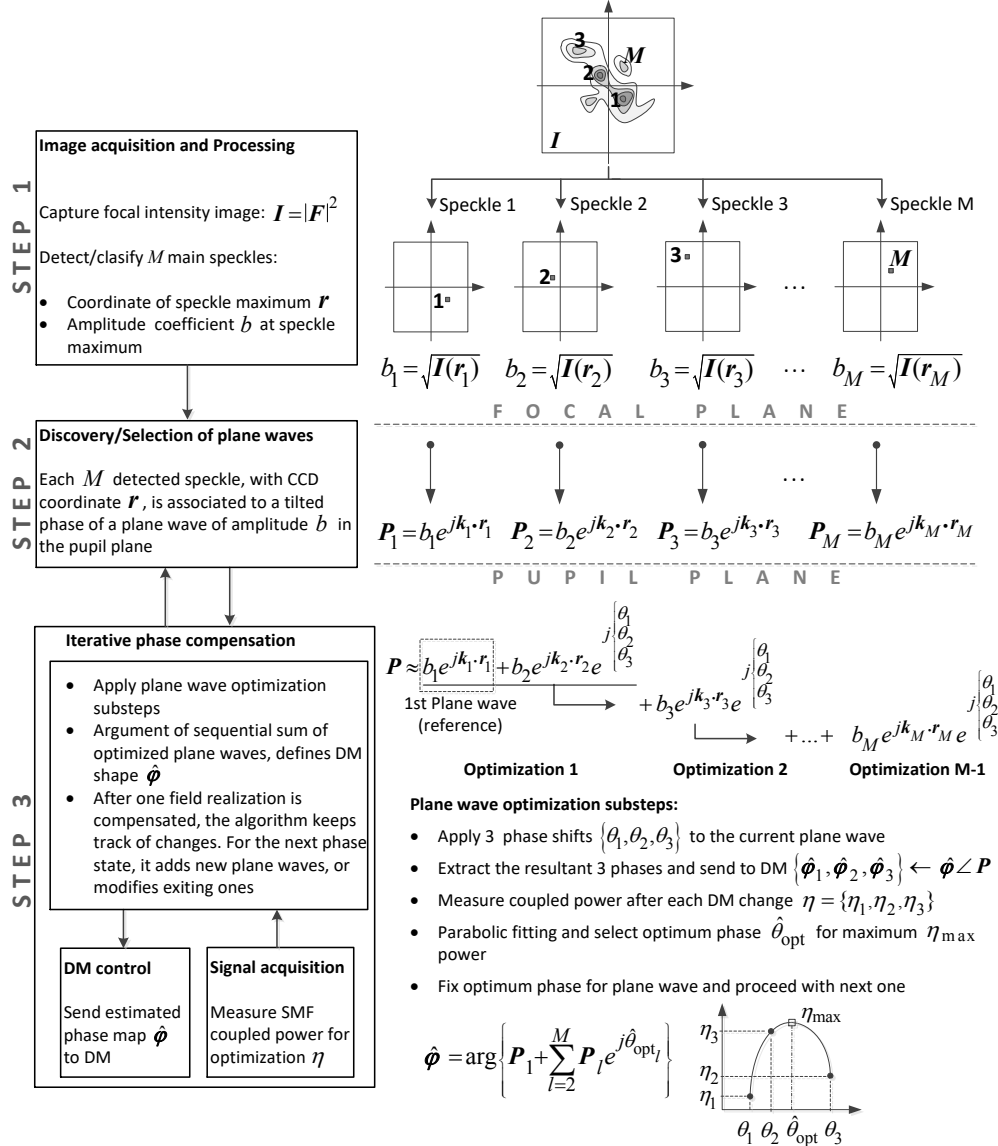 3
M
2
1
I
STEP 1
Image acquisition and Processing
Capture focal intensity image: I = |F|²
Detect/clasify M main speckles:
• Coordinate of speckle maximum r
• Amplitude coefficient b at speckle
maximum
Speckle 1 Speckle 2 Speckle 3 Speckle M
1 2 3 ... M
b₁ = √I(r₁) b₂ = √I(r₂) b₃ = √I(r₃) ... b_M = √I(r_M)
FOCAL PLANE
STEP 2
Discovery/Selection of plane waves
Each M detected speckle, with CCD
coordinate r , is associated to a tilted
phase of a plane wave of amplitude b in
the pupil plane
...
P₁ = b₁e^{jk₁·r₁} P₂ = b₂e^{jk₂·r₂} P₃ = b₃e^{jk₃·r₃} P_M = b_M e^{jk_M·r_M}
PUPIL PLANE
STEP 3
Iterative phase compensation
• Apply plane wave optimization
substeps
• Argument of sequential sum of
optimized plane waves, defines DM
shape φ̂
• After one field realization is
compensated, the algorithm keeps
track of changes. For the next phase
state, it adds new plane waves, or
modifies exiting ones
DM control
Send estimated
phase map φ̂
to DM
Signal acquisition
Measure SMF
coupled power for
optimization η
P ≈ b₁e^{jk₁·r₁} + b₂e^{jk₂·r₂} e^{j{θ₁ θ₂ θ₃}
1st Plane wave
(reference)
+ b₃e^{jk₃·r₃} e^{j{θ₁ θ₂ θ₃}
+...+ b_M e^{jk_M·r_M} e^{j{θ₁ θ₂ θ₃}
Optimization 1 Optimization 2 Optimization M-1
Plane wave optimization substeps:
• Apply 3 phase shifts {θ₁,θ₂,θ₃} to the current plane wave
• Extract the resultant 3 phases and send to DM {φ̂₁,φ̂₂,φ̂₃} ← φ̂∠P
• Measure coupled power after each DM change η = {η₁,η₂,η₃}
• Parabolic fitting and select optimum phase θ̂opt for maximum ηmax
power
• Fix optimum phase for plane wave and proceed with next one
φ̂ = arg{P₁ + ∑_{l=2}^{M} P_l e^{jθ̂opt_l}}
ηmax
η₃
η₂
η₁
θ₁ θ₂ θ̂opt θ₃